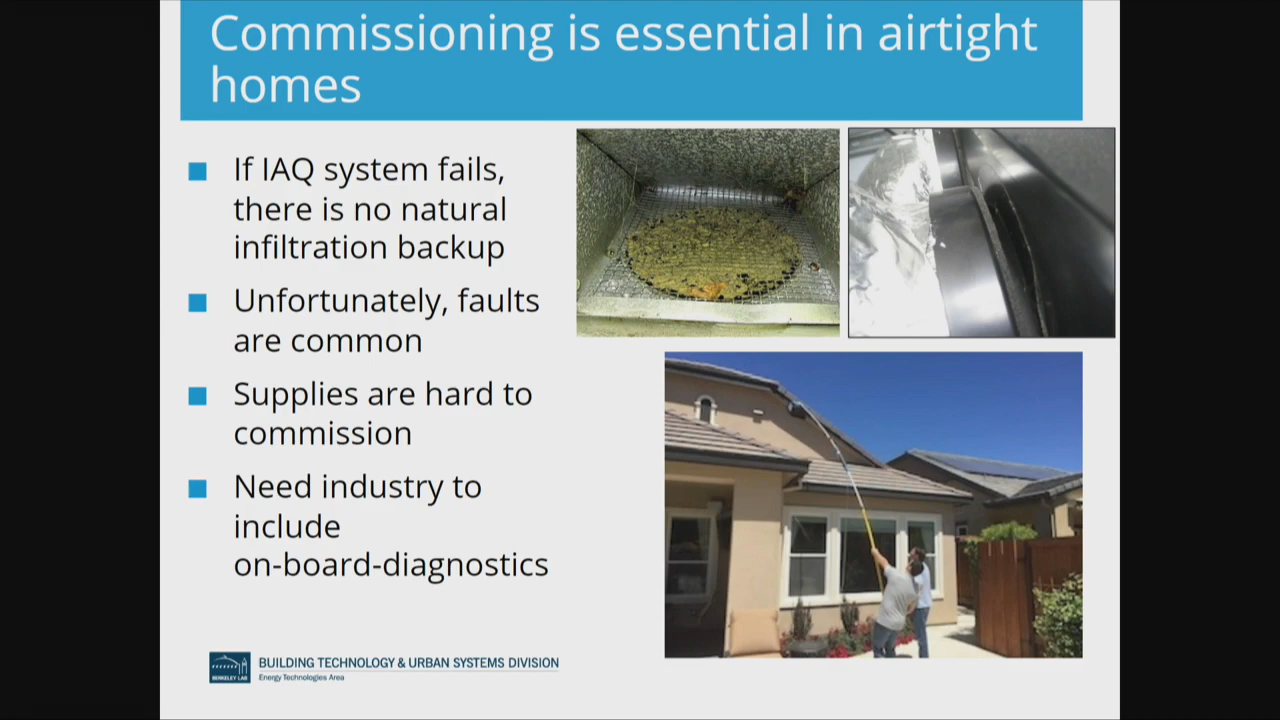 Commissioning is essential in airtight
homes
If IAQ system fails,
there is no natural
infiltration backup
Unfortunately, faults
are common
Supplies are hard to
commission
Need industry to
include
on-board-diagnostics
BERKELEY LAB
BUILDING TECHNOLOGY & URBAN SYSTEMS DIVISION
Energy Technologies Area